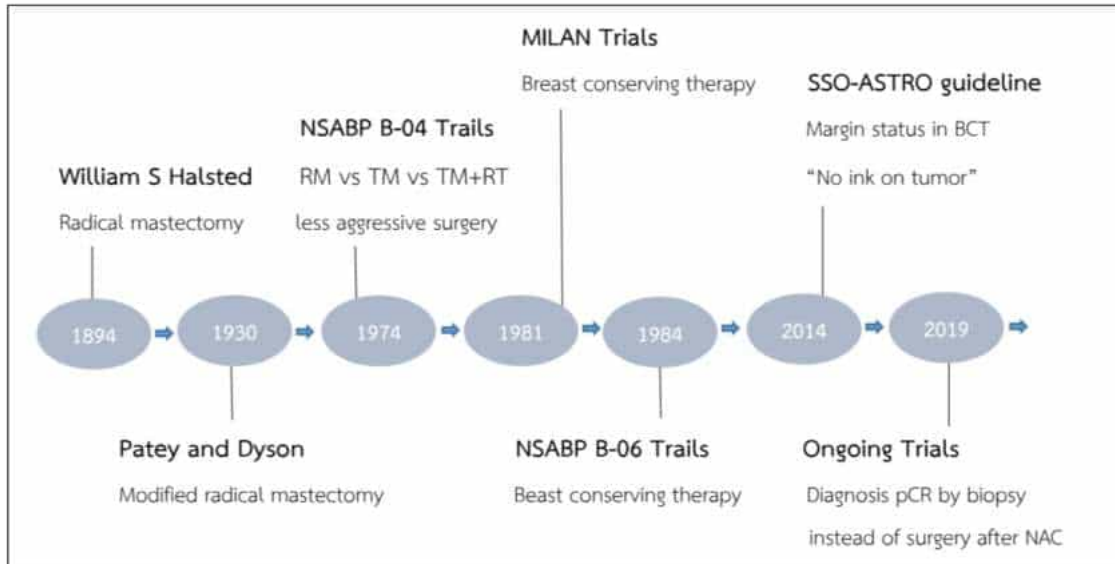 MILAN Trials
Breast conserving therapy
SSO-ASTRO guideline
Margin status in BCT
“No ink on tumor”
NSABP B-04 Trails
RM vs TM vs TM+RT
less aggressive surgery
William S Halsted
Radical mastectomy
1894
1930
1974
1981
1984
2014
2019
Patey and Dyson
Modified radical mastectomy
NSABP B-06 Trails
Beast conserving therapy
Ongoing Trials
Diagnosis pCR by biopsy
instead of surgery after NAC